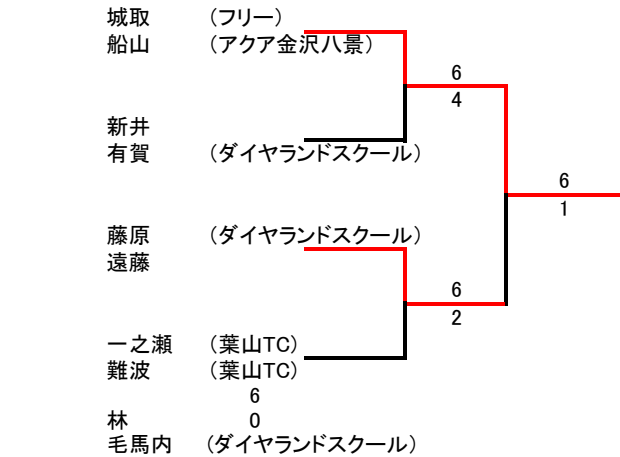 城取 (フリー)
船山 (アクア金沢八景)
6
4
新井
有賀 (ダイヤランドスクール)
6
1
藤原 (ダイヤランドスクール)
遠藤
6
2
一之瀬 (葉山TC)
難波 (葉山TC)
6
林 0
毛馬内 (ダイヤランドスクール)